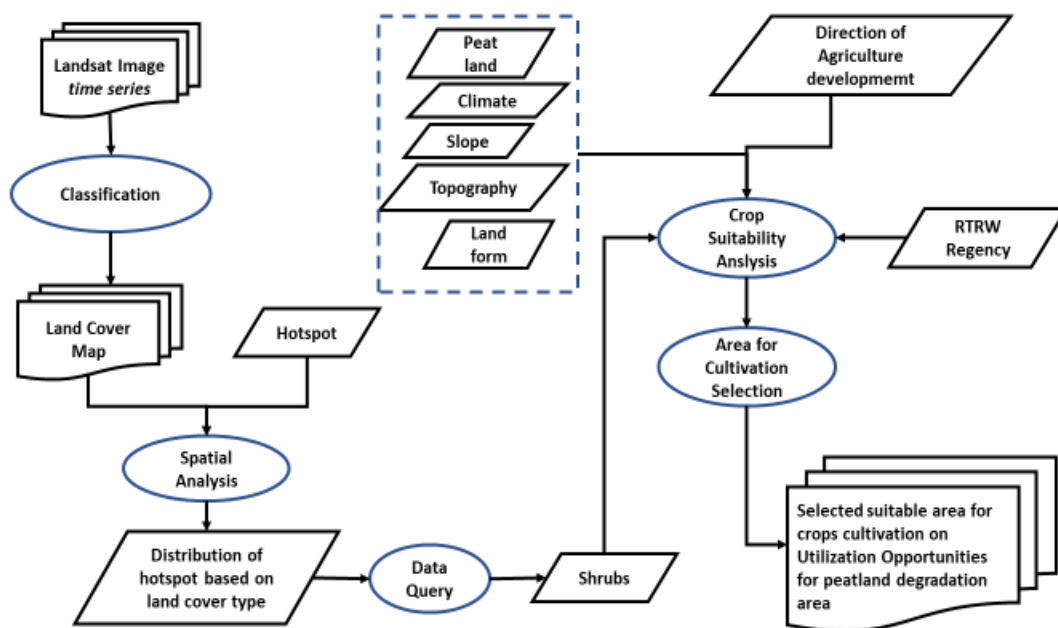 Landsat Image
time series
Classification
Land Cover
Map
Hotspot
Spatial
Analysis
Distribution of
hotspot based on
land cover type
Data
Query
Shrubs
Peat
land
Climate
Slope
Topography
Land
form
Direction of
Agriculture
developmemt
Crop
Suitability
Anslysis
RTRW
Regency
Area for
Cultivation
Selection
Selected suitable area for
crops cultivation on
Utilization Opportunities
for peatland degradation
area